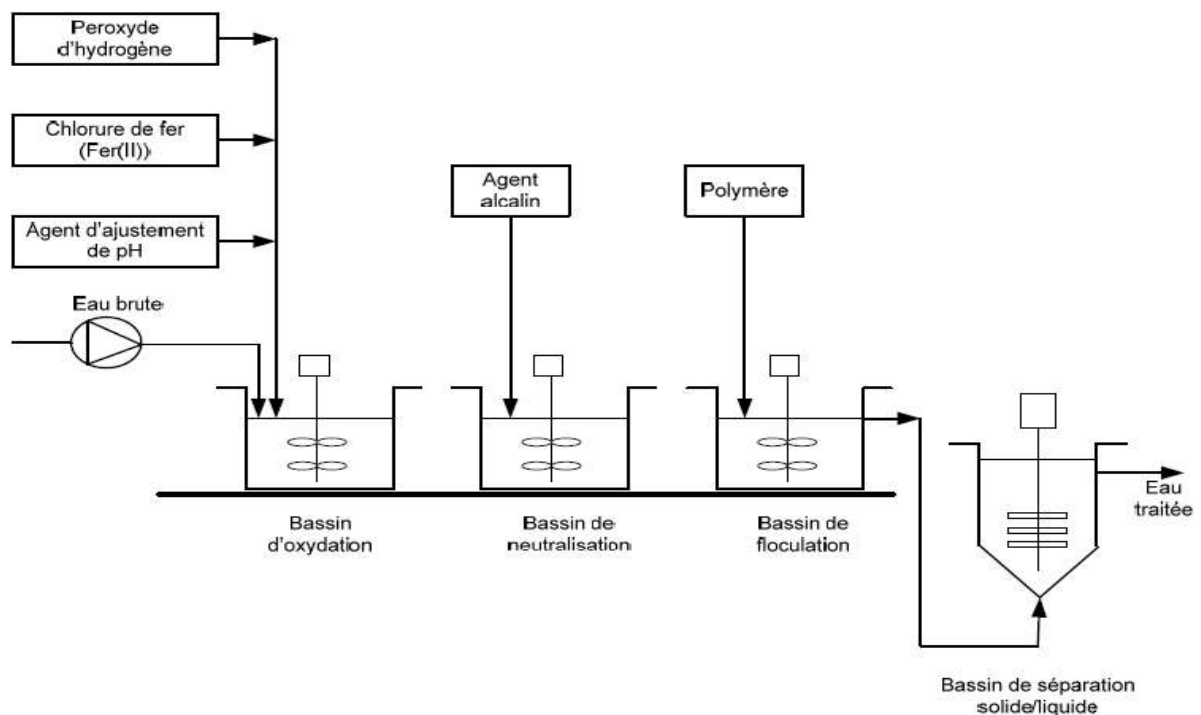 Peroxyde
d'hydrogène
Chlorure de fer
(Fer(II))
Agent d'ajustement
de pH
Eau brute
Agent
alcalin
Polymère
Bassin
d'oxydation
Bassin de
neutralisation
Bassin de
floculation
Eau
traitée
Bassin de séparation
solide/liquide